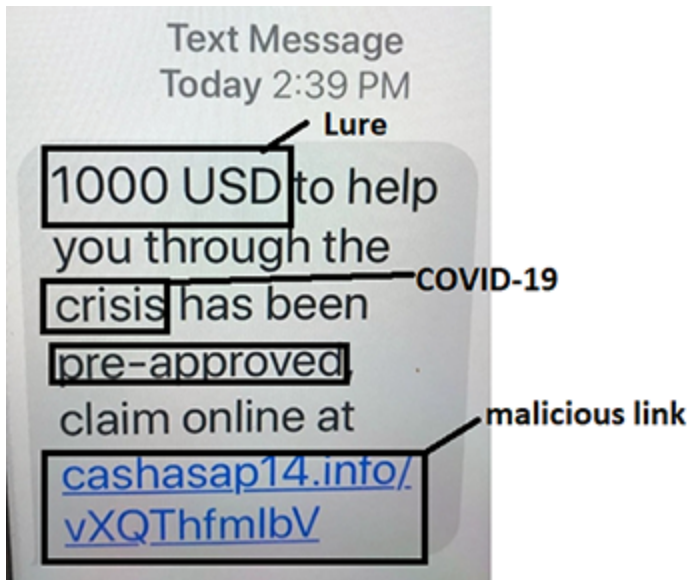 Text Message
Today 2:39 PM
Lure
1000 USD to help
you through the
crisis has been
COVID-19
pre-approved,
claim online at
malicious link
cashasap14.info/
vXQThfmlbV